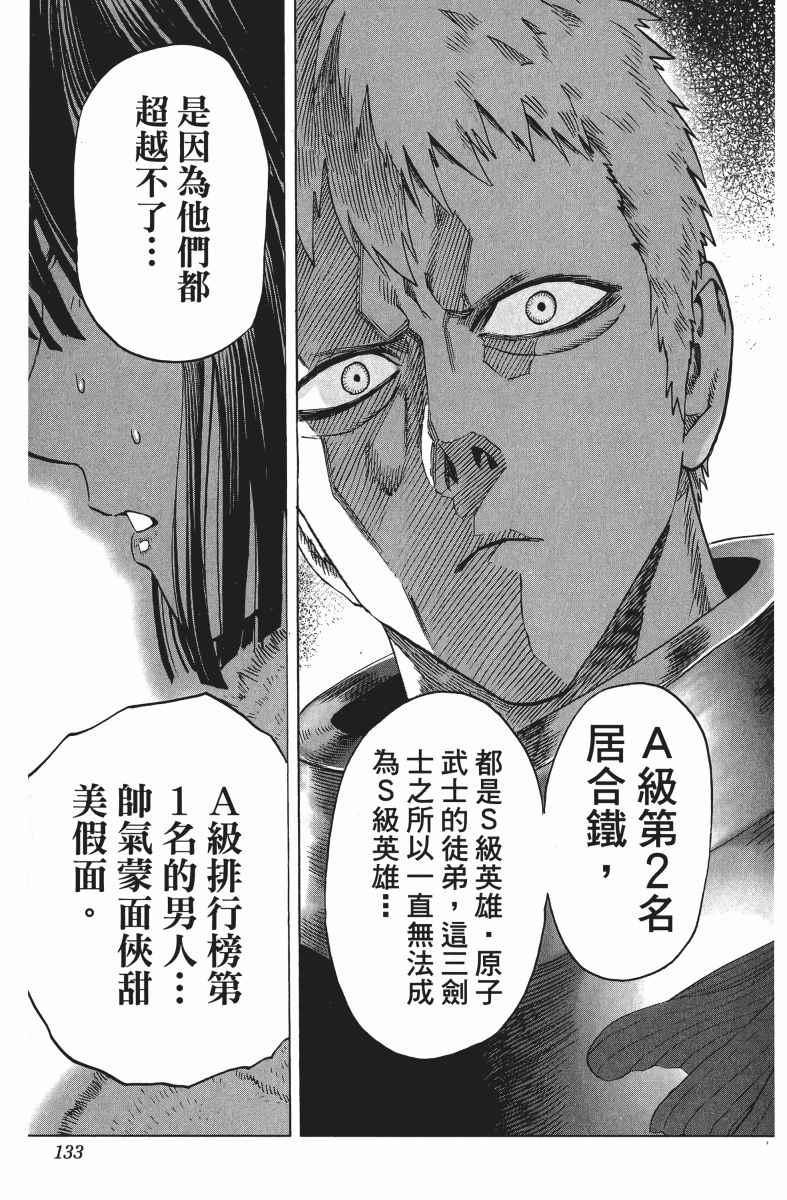 A級第2名
居合鐵，
都是S級英雄·原子
武士的徒弟，這三劍
士之所以一直無法成
為S級英雄…
是因為他們都
超越不了…
A級排行榜第
1名的男人…
帥氣蒙面俠甜
美假面。
133